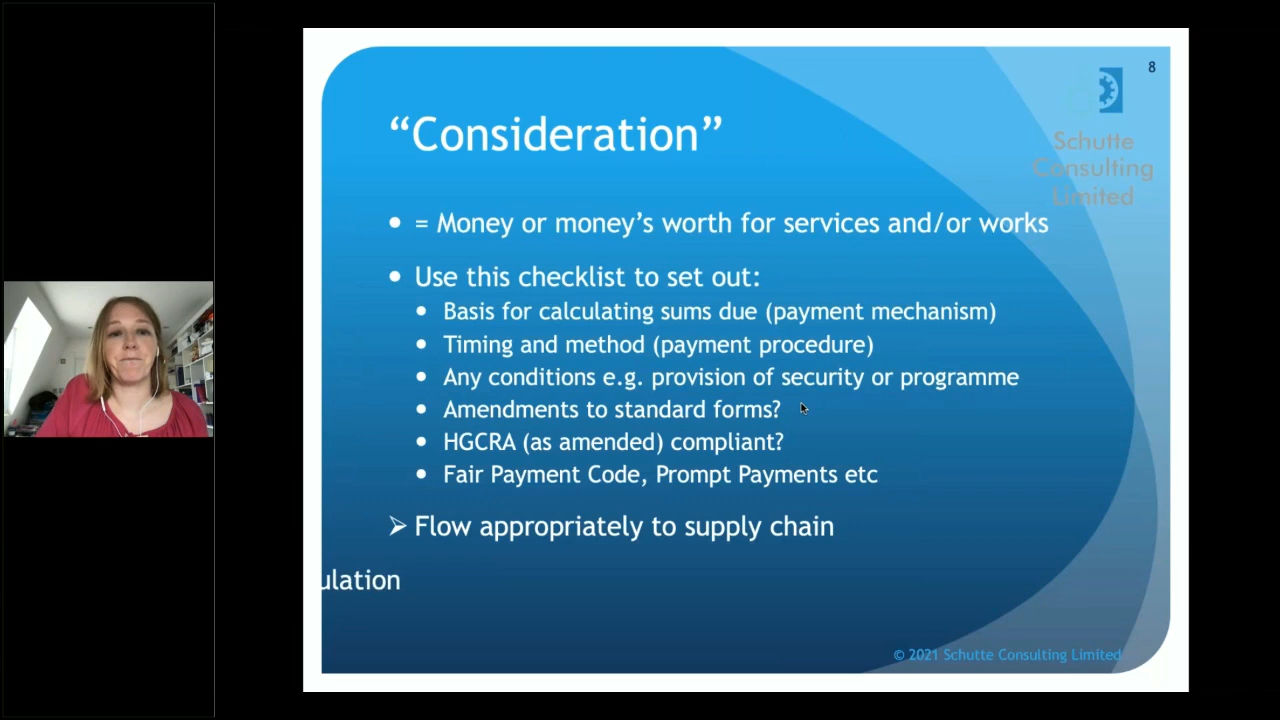 8
Schutte
Consulting
Limited
“Consideration”
• = Money or money’s worth for services and/or works
• Use this checklist to set out:
• Basis for calculating sums due (payment mechanism)
• Timing and method (payment procedure)
• Any conditions e.g. provision of security or programme
• Amendments to standard forms?
• HGCRA (as amended) compliant?
• Fair Payment Code, Prompt Payments etc
➢ Flow appropriately to supply chain
ulation
© 2021 Schutte Consulting Limited